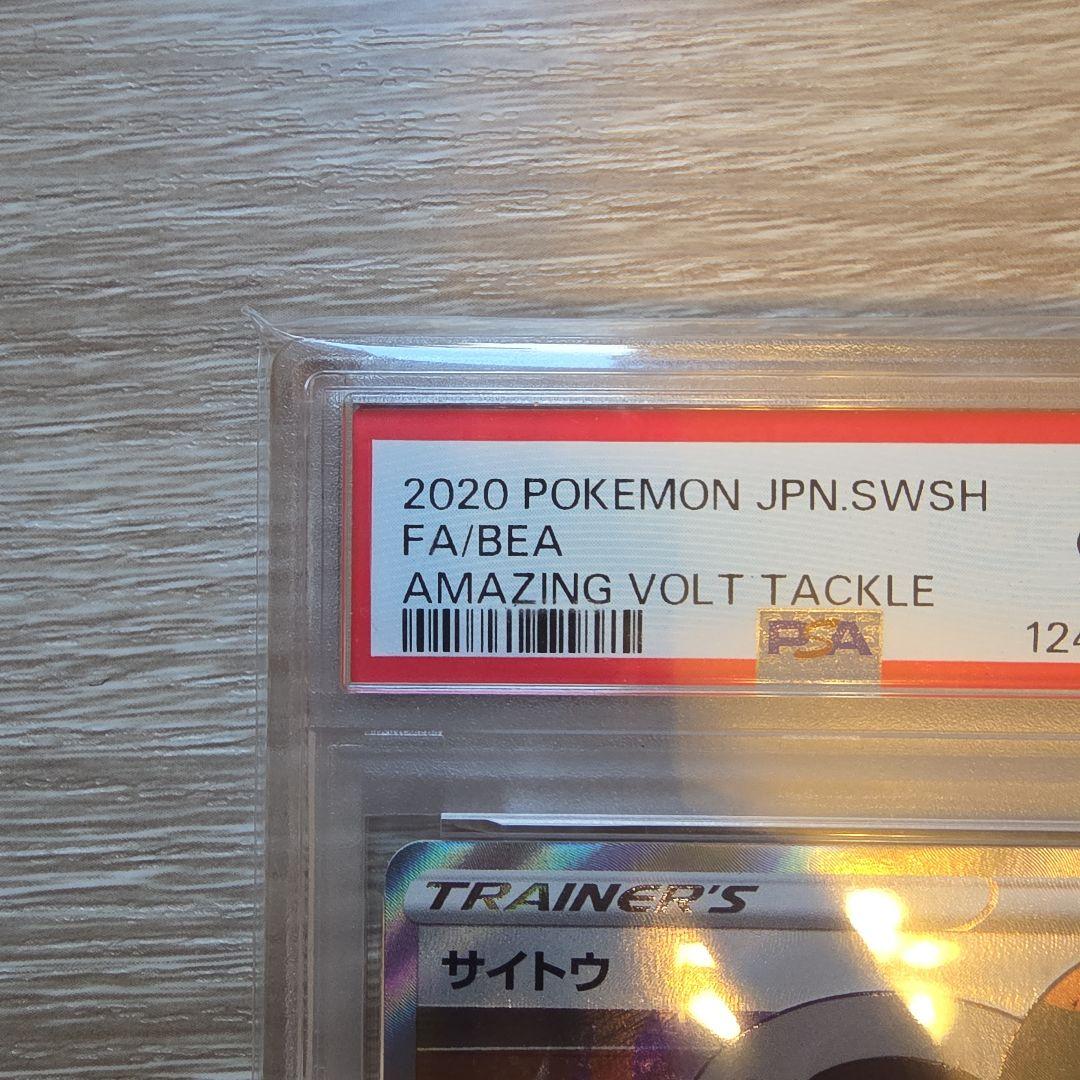 2020 POKEMON JPN.SWSH
FA/BEA
AMAZING VOLT TACKLE
PSA
124
TRAINER'S
サイトウ